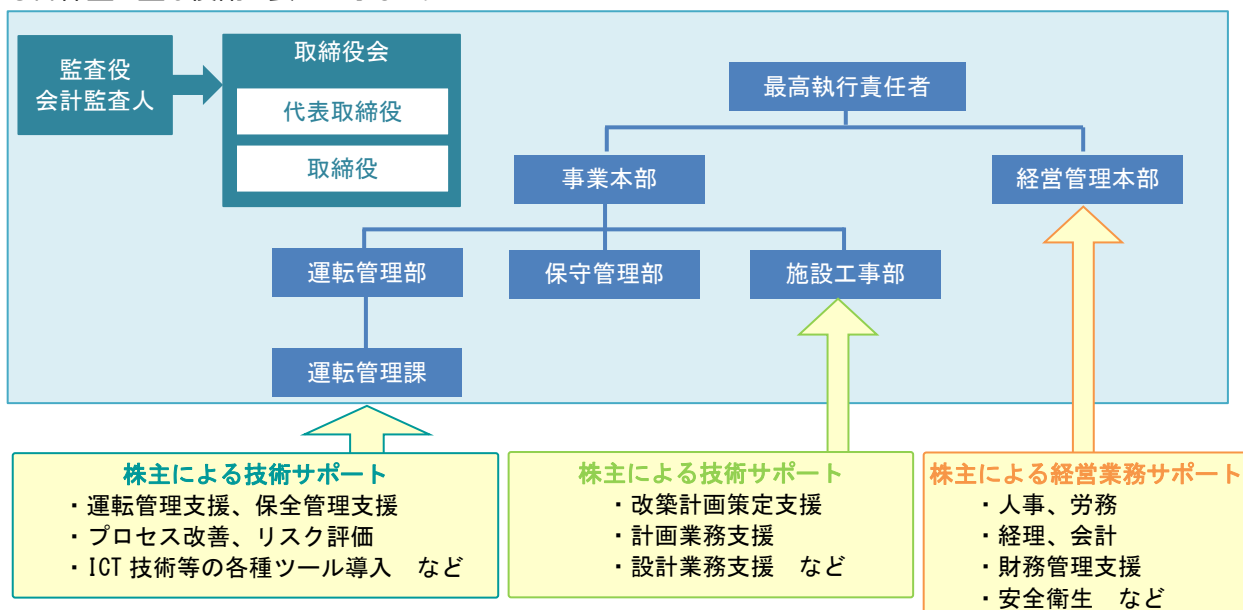 監査役
会計監査人
取締役会
代表取締役
取締役
最高執行責任者
事業本部
経営管理本部
運転管理部
保守管理部
施設工事部
運転管理課
株主による技術サポート
・運転管理支援、保全管理支援
・プロセス改善、リスク評価
・ICT 技術等の各種ツール導入　など
株主による技術サポート
・改築計画策定支援
・計画業務支援
・設計業務支援　など
株主による経営業務サポート
・人事、労務
・経理、会計
・財務管理支援
・安全衛生　など